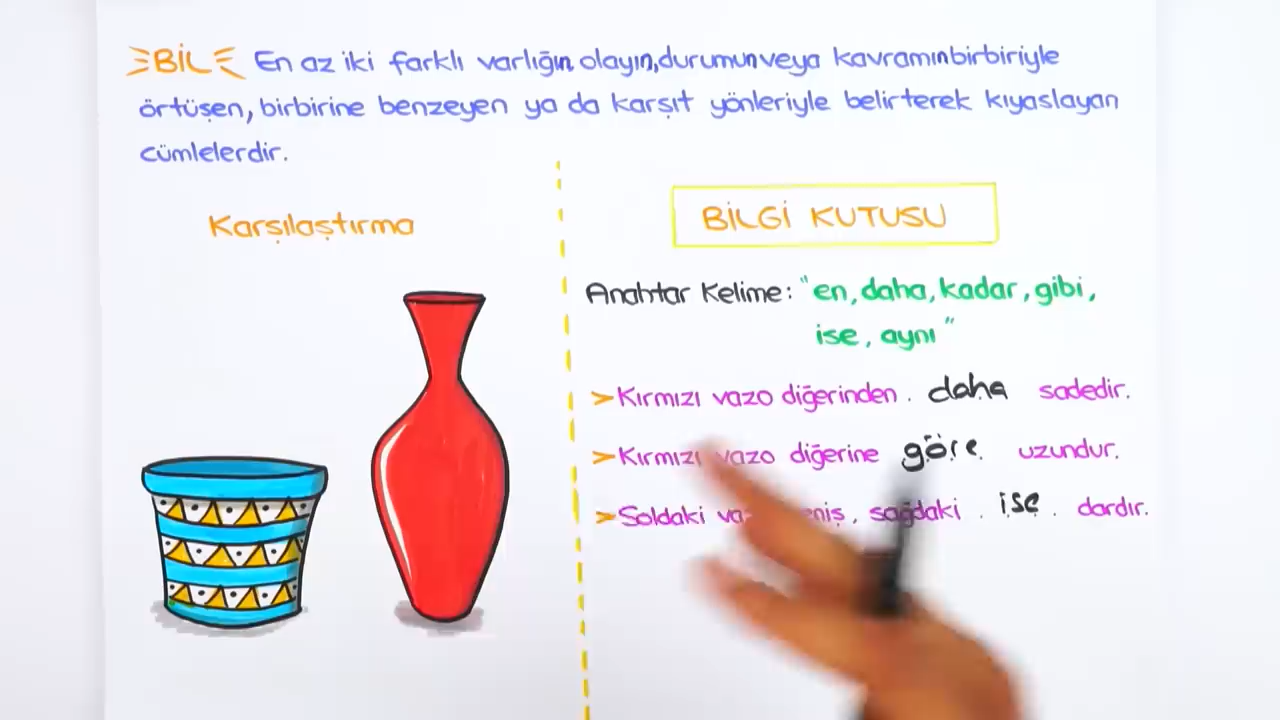 BİL En az iki farklı varlığın olayın,durumun veya kavramın birbiriyle
örtüşen, birbirine benzeyen ya da karşıt yönleriyle belirterek kıyaslayan
cümlelerdir.
Karşılaştırma
BİLGİ KUTUSU
Anahtar Kelime: "en, daha, kadar, gibi,
ise, aynı"
➢Kırmızı vazo diğerinden . daha sadedir.
➢Kırmızı vazo diğerine göre. uzundur.
➢Soldaki , sağdaki . ise . dardır.